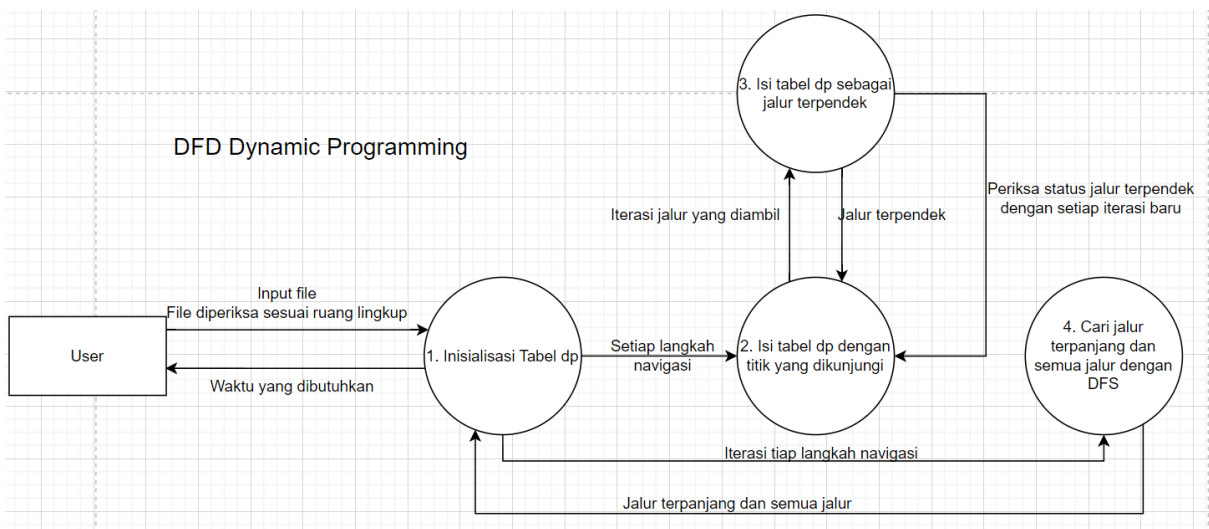 3. Isi tabel dp sebagai
jalur terpendek
DFD Dynamic Programming
Periksa status jalur terpendek
dengan setiap iterasi baru
Iterasi jalur yang diambil
Jalur terpendek
Input file
File diperiksa sesuai ruang lingkup
User
1. Inisialisasi Tabel dp
Setiap langkah
navigasi
2. Isi tabel dp dengan
titik yang dikunjungi
4. Cari jalur
terpanjang dan
semua jalur dengan
DFS
Waktu yang dibutuhkan
Iterasi tiap langkah navigasi
Jalur terpanjang dan semua jalur